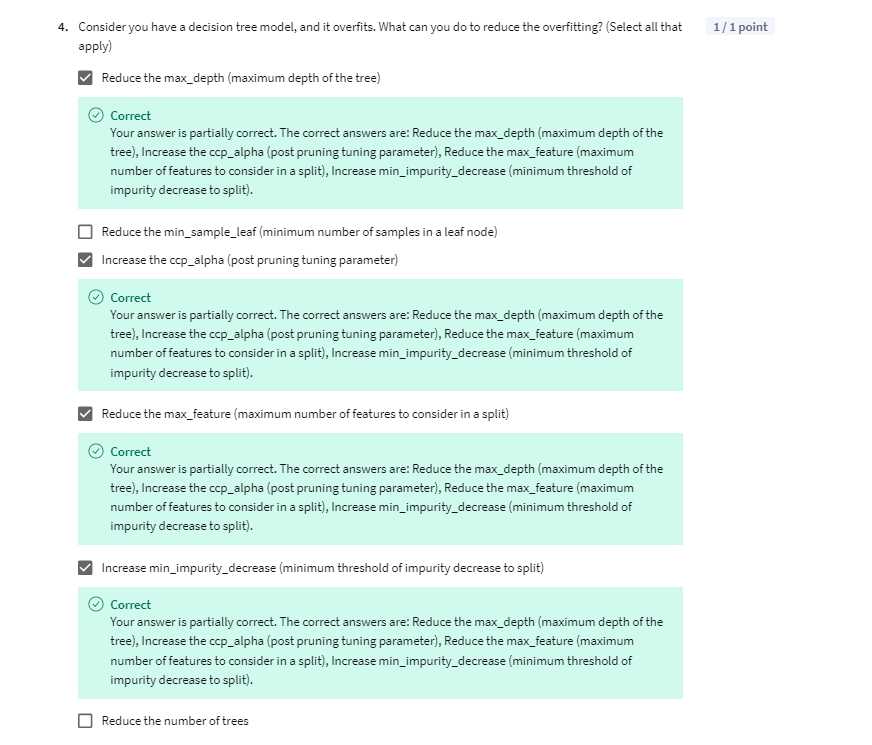 4. Consider you have a decision tree model, and it overfits. What can you do to reduce the overfitting? (Select all that apply)
1 / 1 point
Reduce the max_depth (maximum depth of the tree)
Correct
Your answer is partially correct. The correct answers are: Reduce the max_depth (maximum depth of the
tree), Increase the ccp_alpha (post pruning tuning parameter), Reduce the max_feature (maximum
number of features to consider in a split), Increase min_impurity_decrease (minimum threshold of
impurity decrease to split).
Reduce the min_sample_leaf (minimum number of samples in a leaf node)
Increase the ccp_alpha (post pruning tuning parameter)
Correct
Your answer is partially correct. The correct answers are: Reduce the max_depth (maximum depth of the
tree), Increase the ccp_alpha (post pruning tuning parameter), Reduce the max_feature (maximum
number of features to consider in a split), Increase min_impurity_decrease (minimum threshold of
impurity decrease to split).
Reduce the max_feature (maximum number of features to consider in a split)
Correct
Your answer is partially correct. The correct answers are: Reduce the max_depth (maximum depth of the
tree), Increase the ccp_alpha (post pruning tuning parameter), Reduce the max_feature (maximum
number of features to consider in a split), Increase min_impurity_decrease (minimum threshold of
impurity decrease to split).
Increase min_impurity_decrease (minimum threshold of impurity decrease to split)
Correct
Your answer is partially correct. The correct answers are: Reduce the max_depth (maximum depth of the
tree), Increase the ccp_alpha (post pruning tuning parameter), Reduce the max_feature (maximum
number of features to consider in a split), Increase min_impurity_decrease (minimum threshold of
impurity decrease to split).
Reduce the number of trees